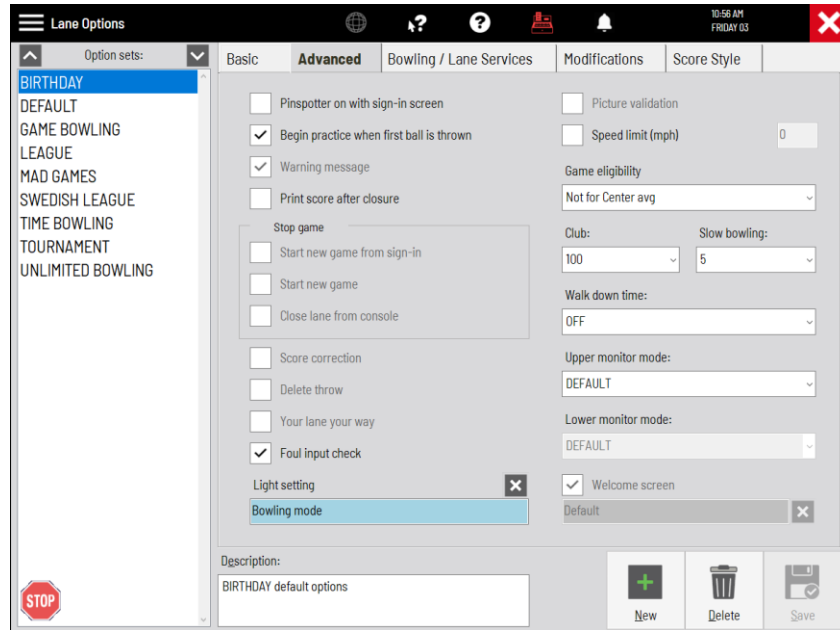 Lane Options
10:56 AM
FRIDAY 03
Option sets:
BIRTHDAY
DEFAULT
GAME BOWLING
LEAGUE
MAD GAMES
SWEDISH LEAGUE
TIME BOWLING
TOURNAMENT
UNLIMITED BOWLING
STOP
Basic
Advanced
Bowling / Lane Services
Modifications
Score Style
Pinspotter on with sign-in screen
Begin practice when first ball is thrown
Warning message
Print score after closure
Stop game
Start new game from sign-in
Start new game
Close lane from console
Score correction
Delete throw
Your lane your way
Foul input check
Light setting
Bowling mode
Picture validation
Speed limit (mph)
0
Game eligibility
Not for Center avg
Club:
Slow bowling:
100
5
Walk down time:
OFF
Upper monitor mode:
DEFAULT
Lower monitor mode:
DEFAULT
Welcome screen
Default
Description:
BIRTHDAY default options
New
Delete
Save